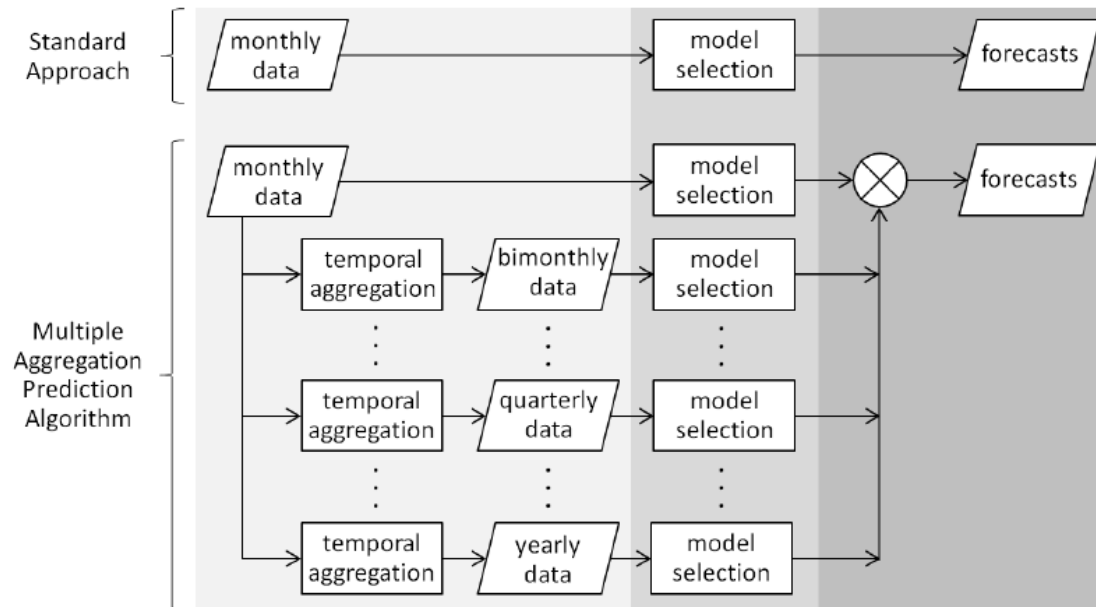 Standard
Approach
monthly
data
model
selection
forecasts
Multiple
Aggregation
Prediction
Algorithm
monthly
data
model
selection
forecasts
temporal
aggregation
bimonthly
data
model
selection
temporal
aggregation
quarterly
data
model
selection
temporal
aggregation
yearly
data
model
selection